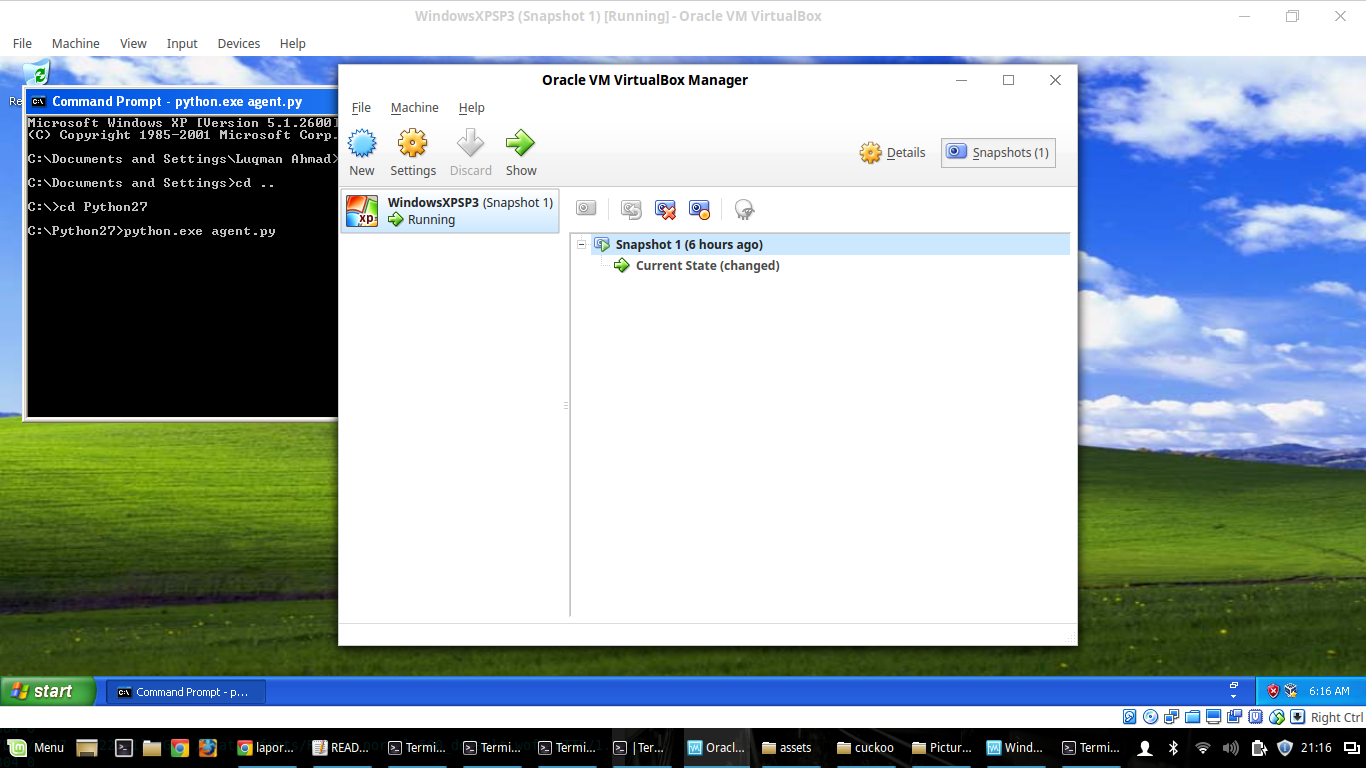 WindowsXPSP3 (Snapshot 1) [Running] - Oracle VM VirtualBox
File Machine View Input Devices Help
Re
Command Prompt - python.exe agent.py
Microsoft Windows XP [Version 5.1.2600]
(C) Copyright 1985-2001 Microsoft Corp.
C:\Documents and Settings\Luqman Ahmad>
C:\Documents and Settings>cd ..
C:\>cd Python27
C:\Python27>python.exe agent.py
Oracle VM VirtualBox Manager
File Machine Help
New Settings Discard Show
Details Snapshots (1)
WindowsXPSP3 (Snapshot 1)
Running
Snapshot 1 (6 hours ago)
Current State (changed)
start Command Prompt - p... 6:16 AM
Right Ctrl
Menu lapor... READ... Termi... Termi... Termi... |Ter... Oracl... assets cuckoo Pictur... Wind... Termi... 21:16